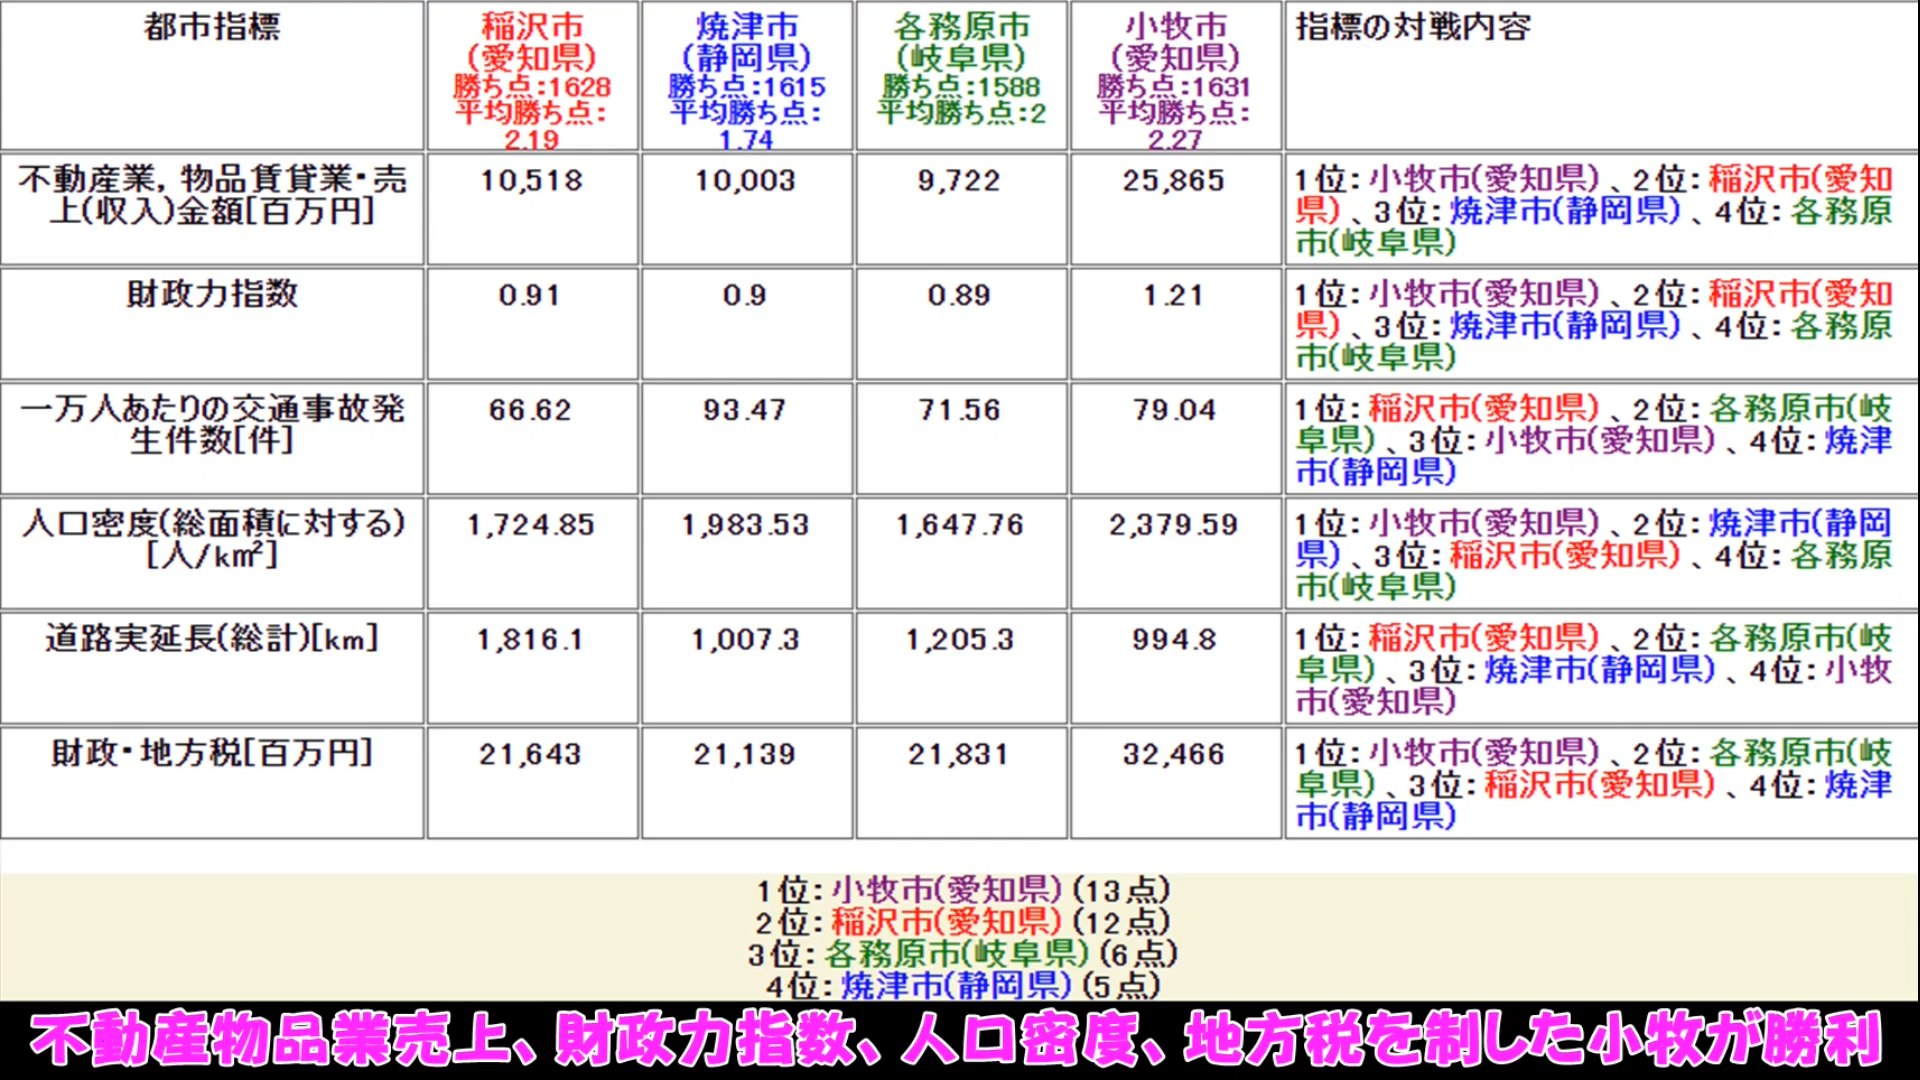 都市指標
稲沢市
(愛知県)
勝ち点:1628
平均勝ち点:
2.19
焼津市
(静岡県)
勝ち点:1615
平均勝ち点:
1.74
各務原市
(岐阜県)
勝ち点:1588
平均勝ち点:2
小牧市
(愛知県)
勝ち点:1631
平均勝ち点:
2.27
指標の対戦内容
不動産業,物品賃貸業・売
上(収入)金額[百万円]
10,518
10,003
9,722
25,865
1位:小牧市(愛知県)、2位:稲沢市(愛知
県)、3位:焼津市(静岡県)、4位:各務原
市(岐阜県)
財政力指数
0.91
0.9
0.89
1.21
1位:小牧市(愛知県)、2位:稲沢市(愛知
県)、3位:焼津市(静岡県)、4位:各務原
市(岐阜県)
一万人あたりの交通事故発
生件数[件]
66.62
93.47
71.56
79.04
1位:稲沢市(愛知県)、2位:各務原市(岐
阜県)、3位:小牧市(愛知県)、4位:焼津
市(静岡県)
人口密度(総面積に対する)
[人/km²]
1,724.85
1,983.53
1,647.76
2,379.59
1位:小牧市(愛知県)、2位:焼津市(静岡
県)、3位:稲沢市(愛知県)、4位:各務原
市(岐阜県)
道路実延長(総計)[km]
1,816.1
1,007.3
1,205.3
994.8
1位:稲沢市(愛知県)、2位:各務原市(岐
阜県)、3位:焼津市(静岡県)、4位:小牧
市(愛知県)
財政・地方税[百万円]
21,643
21,139
21,831
32,466
1位:小牧市(愛知県)、2位:各務原市(岐
阜県)、3位:稲沢市(愛知県)、4位:焼津
市(静岡県)
1位:小牧市(愛知県)(13点)
2位:稲沢市(愛知県)(12点)
3位:各務原市(岐阜県)(6点)
4位:焼津市(静岡県)(5点)
不動産物品業売上、財政力指数、人口密度、地方税を制した小牧が勝利